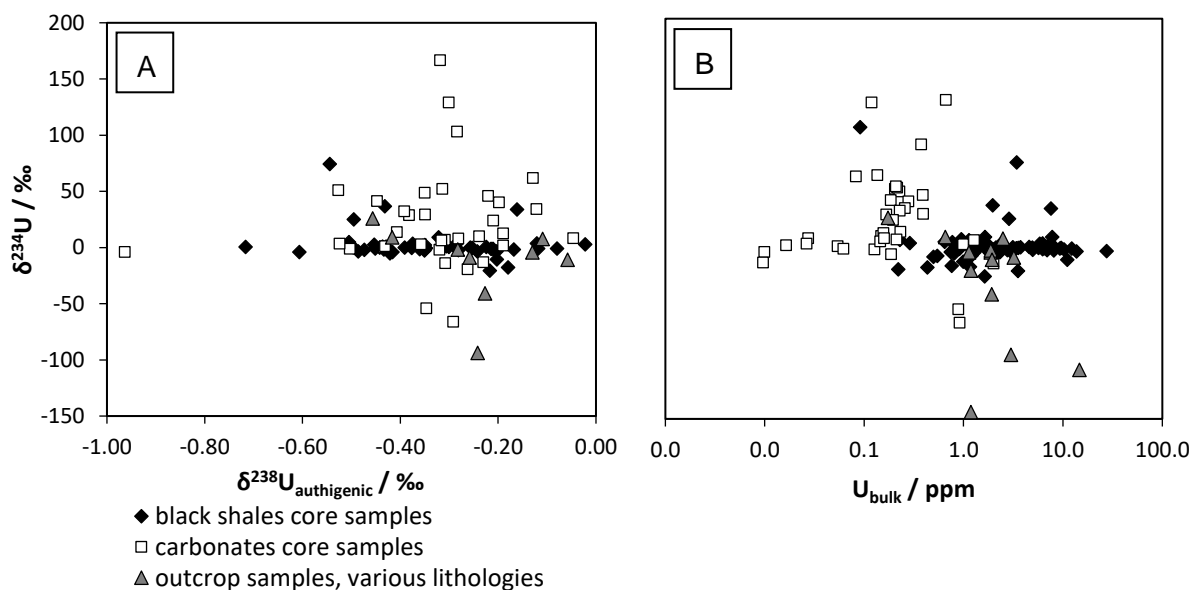 A
B
200
150
100
50
0
-50
-100
-150
δ²³⁴U / ‰
-1.00 -0.80 -0.60 -0.40 -0.20 0.00
0.0 0.0 0.1 1.0 10.0 100.0
δ²³⁸U_authigenic / ‰
U_bulk / ppm
black shales core samples
carbonates core samples
outcrop samples, various lithologies